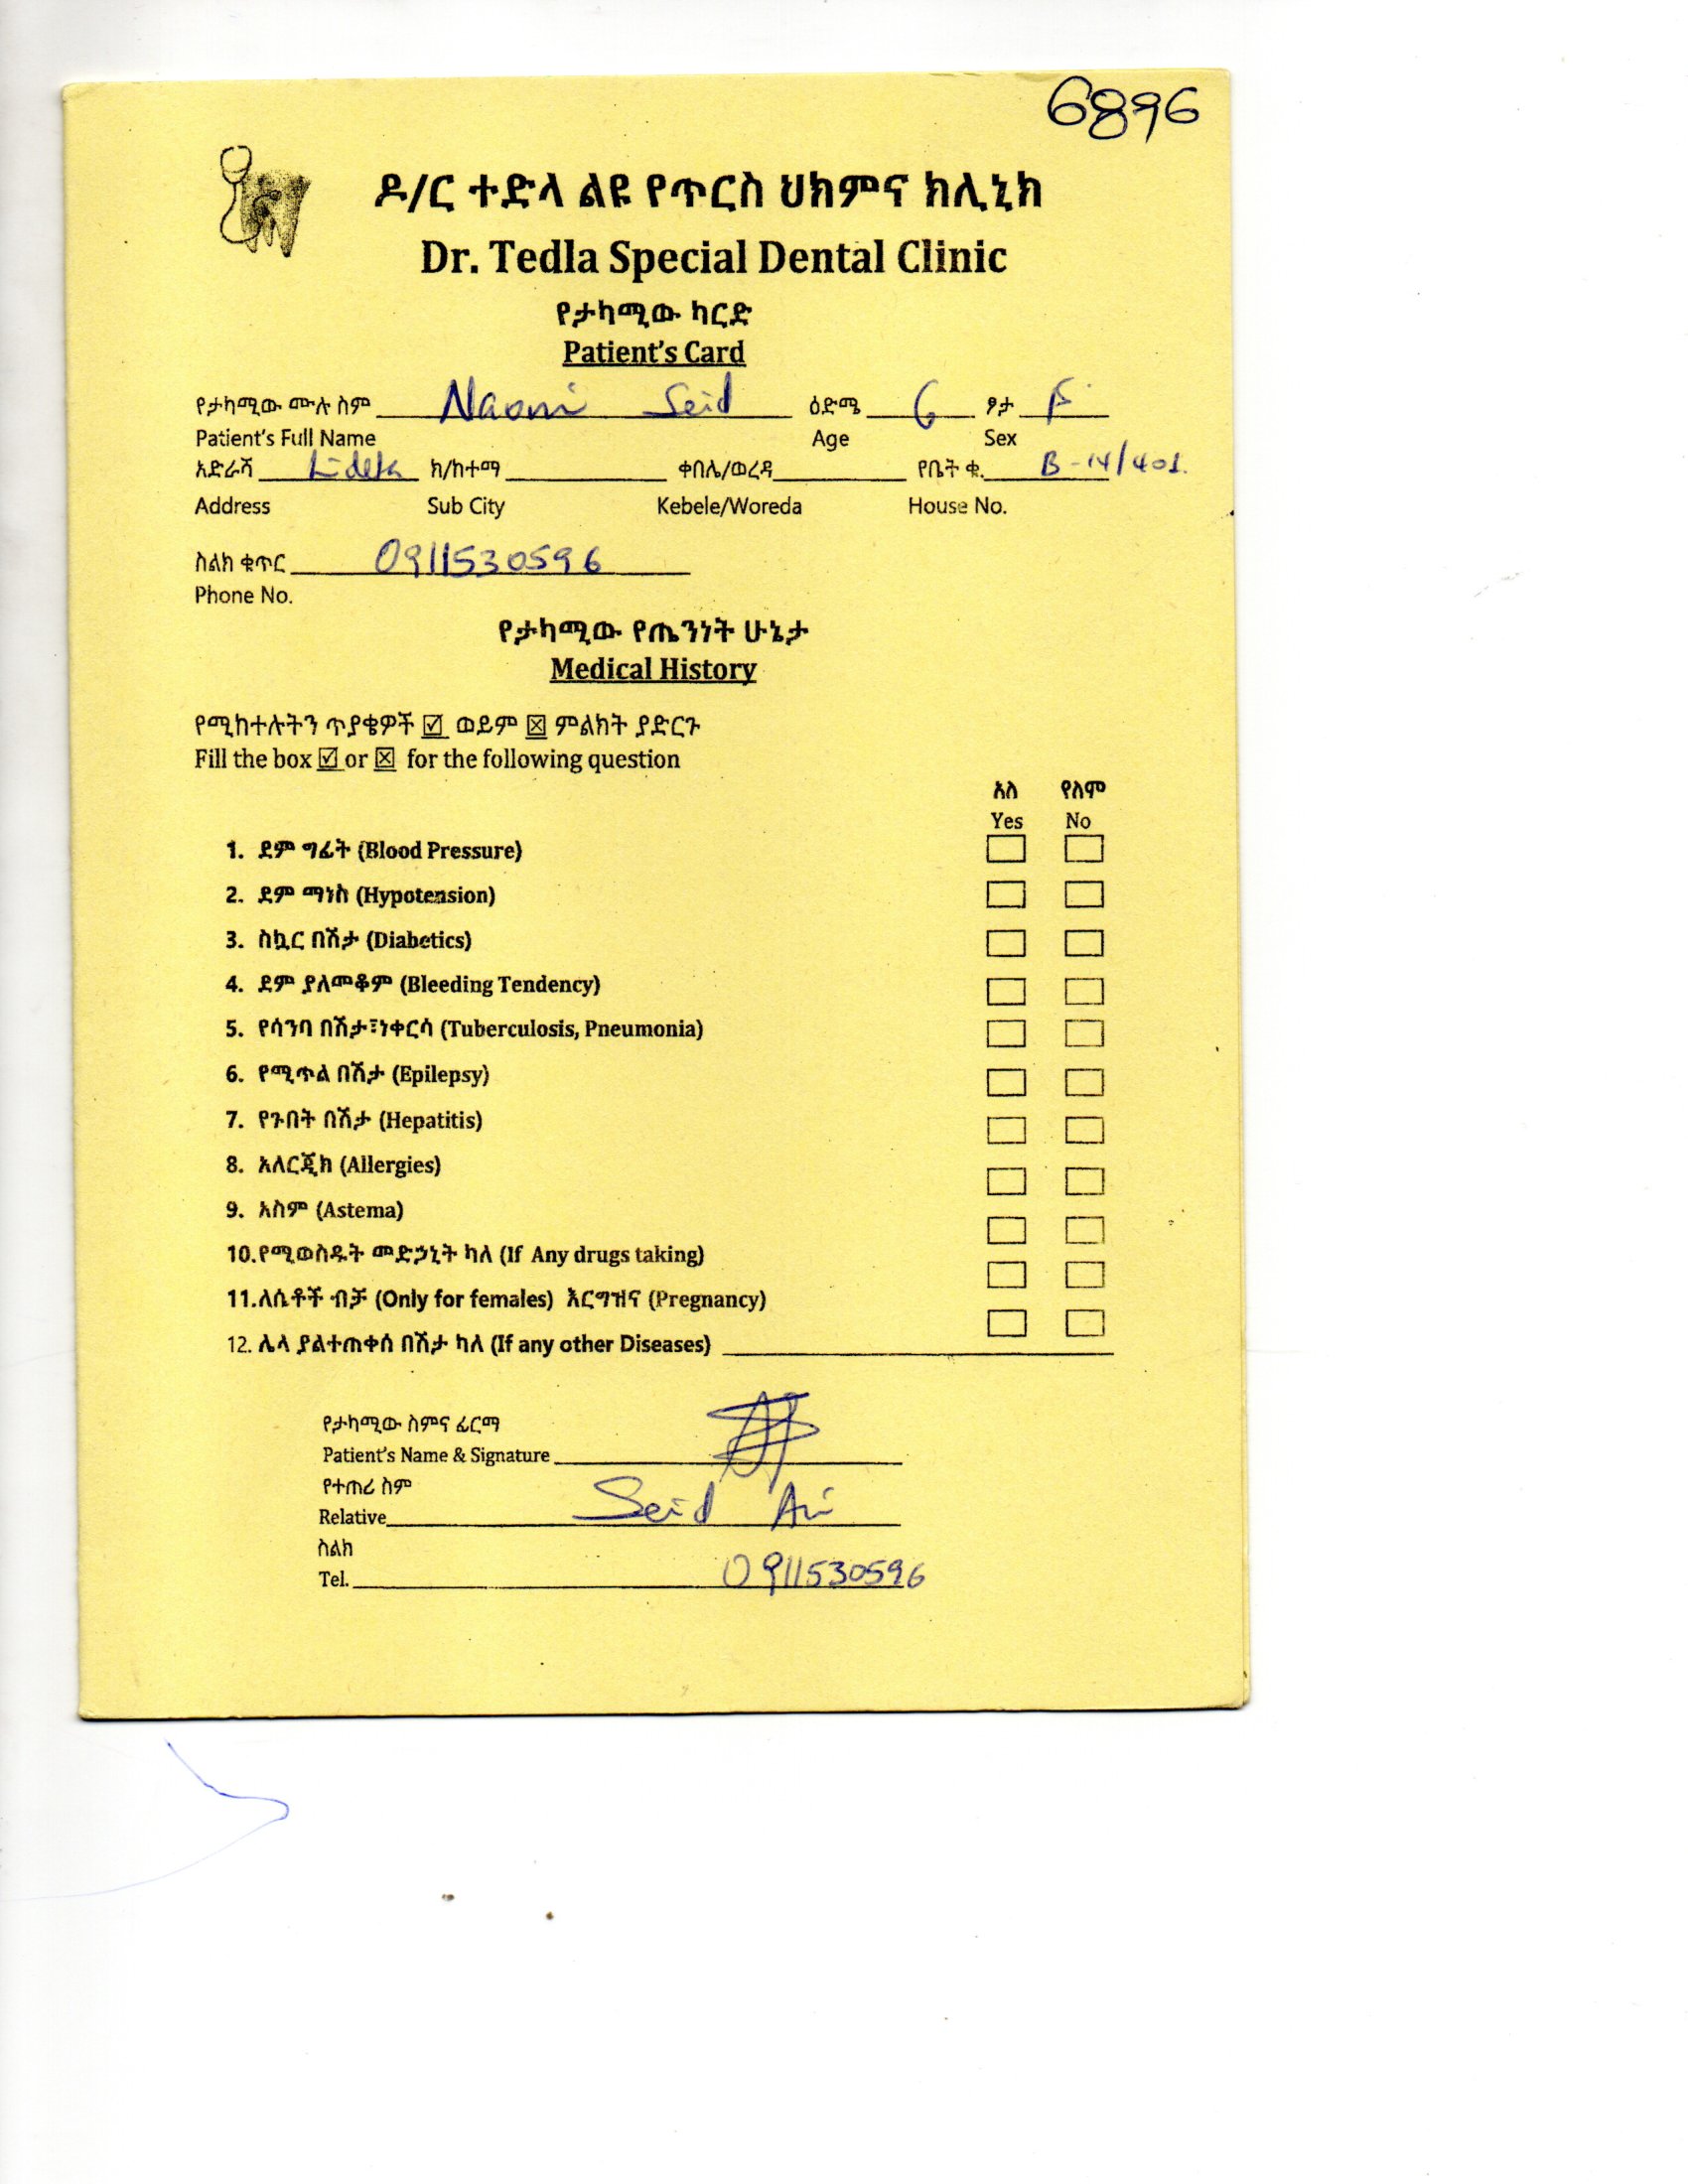 6896
ዶ/ር ተድላ ልዩ የጥርስ ህክምና ክሊኒክ
Dr. Tedla Special Dental Clinic
የታካሚው ካርድ
Patient's Card
የታካሚው ሙሉ ስም Naomi Seid ዕድሜ 6 ፆታ F
Patient's Full Name Age Sex
አድራሻ Lideta ክ/ከተማ ቀበሌ/ወረዳ የቤት ቁ. B-14/401.
Address Sub City Kebele/Woreda House No.
ስልክ ቁጥር 0911530596
Phone No.
የታካሚው የጤንነት ሁኔታ
Medical History
የሚከተሉትን ጥያቄዎች ☑ ወይም ☒ ምልክት ያድርጉ
Fill the box ☑ or ☒ for the following question
አለ የለም
Yes No
1. ደም ግፊት (Blood Pressure)
2. ደም ማነስ (Hypotension)
3. ስኳር በሽታ (Diabetics)
4. ደም ያለመቆም (Bleeding Tendency)
5. የሳንባ በሽታ፣ነቀርሳ (Tuberculosis, Pneumonia)
6. የሚጥል በሽታ (Epilepsy)
7. የጉበት በሽታ (Hepatitis)
8. አለርጂክ (Allergies)
9. አስም (Astema)
10.የሚወስዱት መድኃኒት ካለ (If Any drugs taking)
11.ለሴቶች ብቻ (Only for females) እርግዝና (Pregnancy)
12. ሌላ ያልተጠቀሰ በሽታ ካለ (If any other Diseases)
የታካሚው ስምና ፊርማ
Patient's Name & Signature
የተጠሪ ስም
Relative Seid
ስልክ
Tel. 0911530596